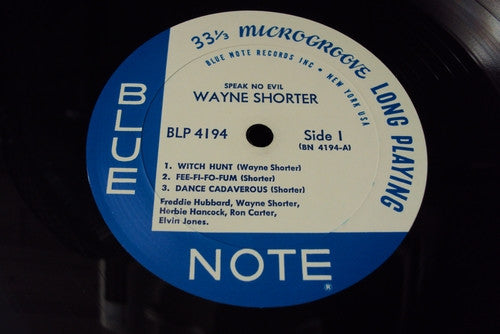 33⅓ MICROGROOVE LONG PLAYING
BLUE NOTE RECORDS INC • NEW YORK USA
SPEAK NO EVIL
WAYNE SHORTER
BLP 4194
Side 1
(BN 4194-A)
1. WITCH HUNT (Wayne Shorter)
2. FEE-FI-FO-FUM (Shorter)
3. DANCE CADAVEROUS (Shorter)
Freddie Hubbard, Wayne Shorter,
Herbie Hancock, Ron Carter,
Elvin Jones.
BLUE
NOTE
®